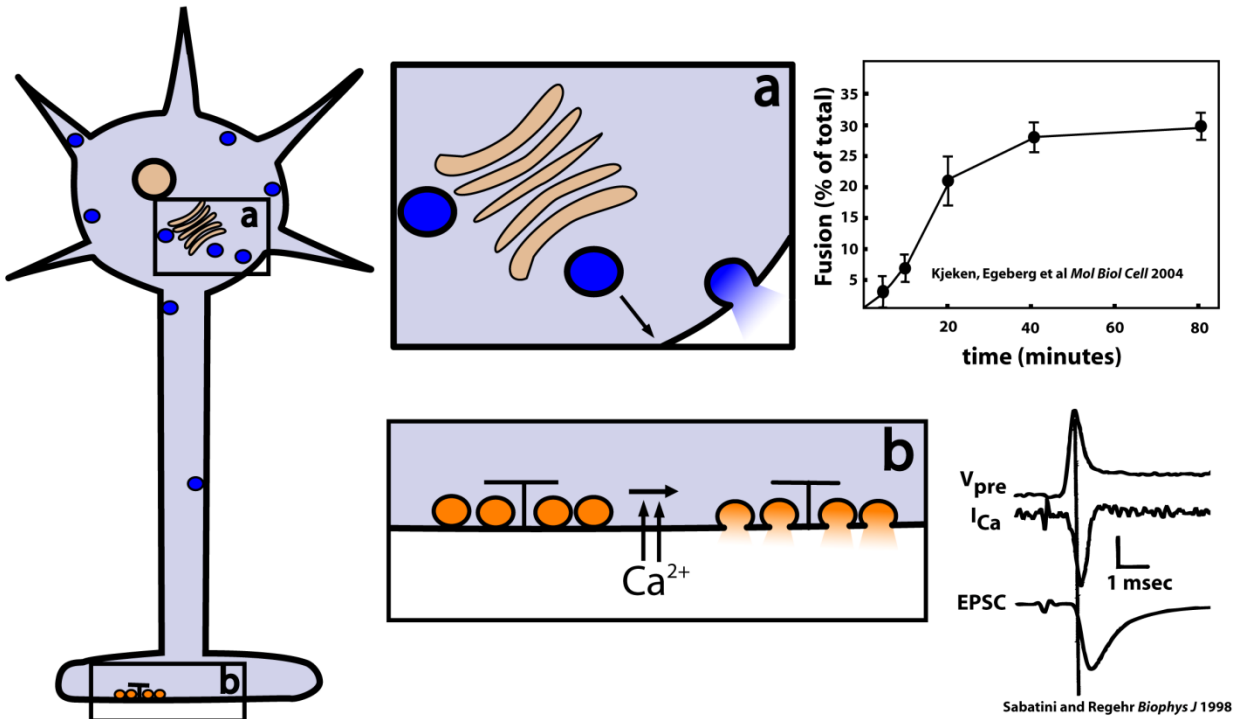 a
b
a
Fusion (% of total)
35
30
25
20
15
10
5
Kjeken, Egeberg et al Mol Biol Cell 2004
20 40 60 80
time (minutes)
b
Ca²⁺
Vpre
ICa
1 msec
EPSC
Sabatini and Regehr Biophys J 1998